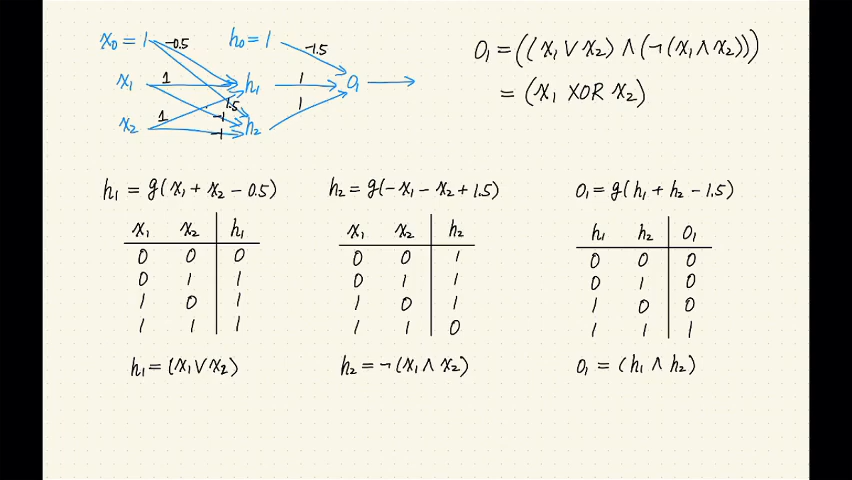 x₀ = 1 -0.5 h₀ = 1 -1.5
x₁ 1 h₁ 1 o₁
1.5 1
x₂ 1 -1 h₂
-1
o₁ = ((x₁ ∨ x₂) ∧ (¬(x₁ ∧ x₂)))
= (x₁ XOR x₂)
h₁ = g(x₁ + x₂ - 0.5)
x₁ x₂ h₁
0 0 0
0 1 1
1 0 1
1 1 1
h₁ = (x₁ ∨ x₂)
h₂ = g(-x₁ - x₂ + 1.5)
x₁ x₂ h₂
0 0 1
0 1 1
1 0 1
1 1 0
h₂ = ¬(x₁ ∧ x₂)
o₁ = g(h₁ + h₂ - 1.5)
h₁ h₂ o₁
0 0 0
0 1 0
1 0 0
1 1 1
o₁ = (h₁ ∧ h₂)